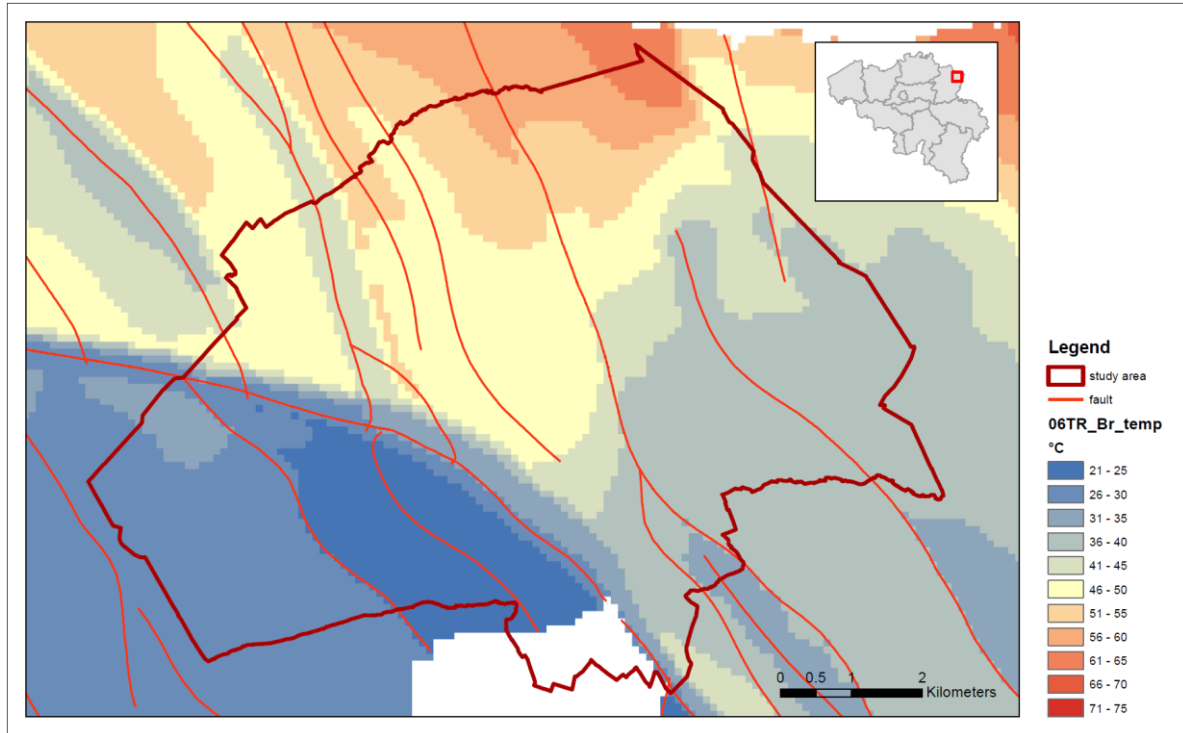 Legend
study area
fault
06TR_Br_temp
°C
21 - 25
26 - 30
31 - 35
36 - 40
41 - 45
46 - 50
51 - 55
56 - 60
61 - 65
66 - 70
71 - 75
0 0.5 1 2
Kilometers